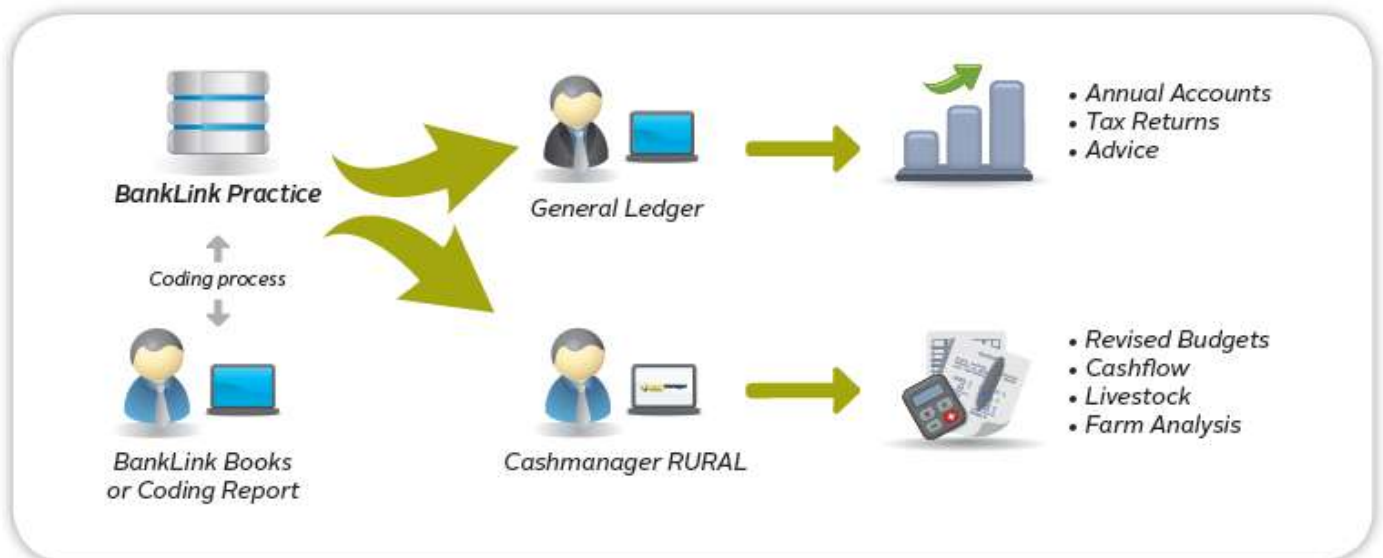 BankLink Practice
Coding process
BankLink Books
or Coding Report
General Ledger
• Annual Accounts
• Tax Returns
• Advice
Cashmanager RURAL
• Revised Budgets
• Cashflow
• Livestock
• Farm Analysis